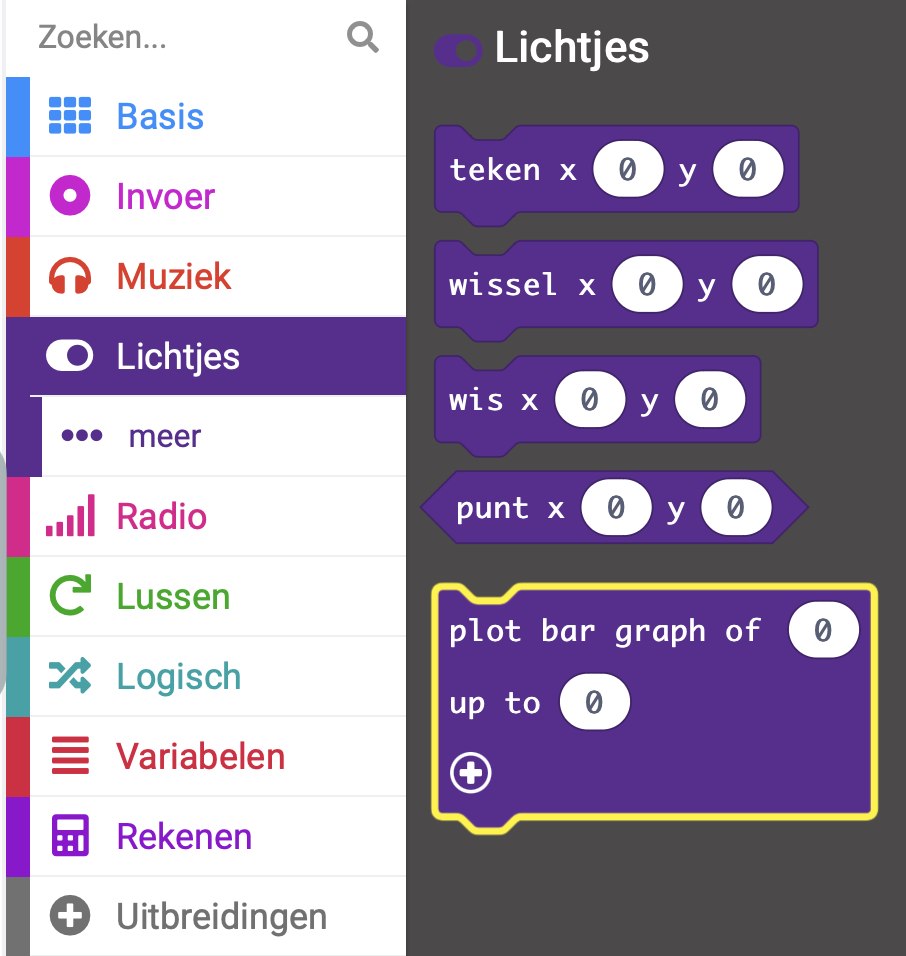 Zoeken...
Basis
Invoer
Muziek
Lichtjes
meer
Radio
Lussen
Logisch
Variabelen
Rekenen
Uitbreidingen
Lichtjes
teken x 0 y 0
wissel x 0 y 0
wis x 0 y 0
punt x 0 y 0
plot bar graph of 0
up to 0